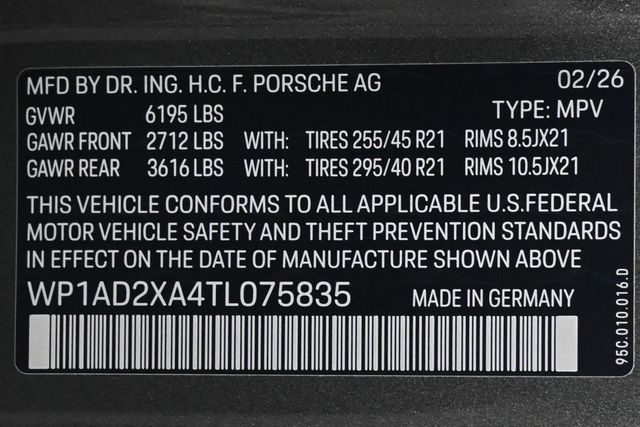 MFD BY DR. ING. H.C. F. PORSCHE AG 02/26
GVWR 6195 LBS TYPE: MPV
GAWR FRONT 2712 LBS WITH: TIRES 255/45 R21 RIMS 8.5JX21
GAWR REAR 3616 LBS WITH: TIRES 295/40 R21 RIMS 10.5JX21
THIS VEHICLE CONFORMS TO ALL APPLICABLE U.S.FEDERAL
MOTOR VEHICLE SAFETY AND THEFT PREVENTION STANDARDS
IN EFFECT ON THE DATE OF MANUFACTURE SHOWN ABOVE
WP1AD2XA4TL075835 MADE IN GERMANY
95C.010.016.D